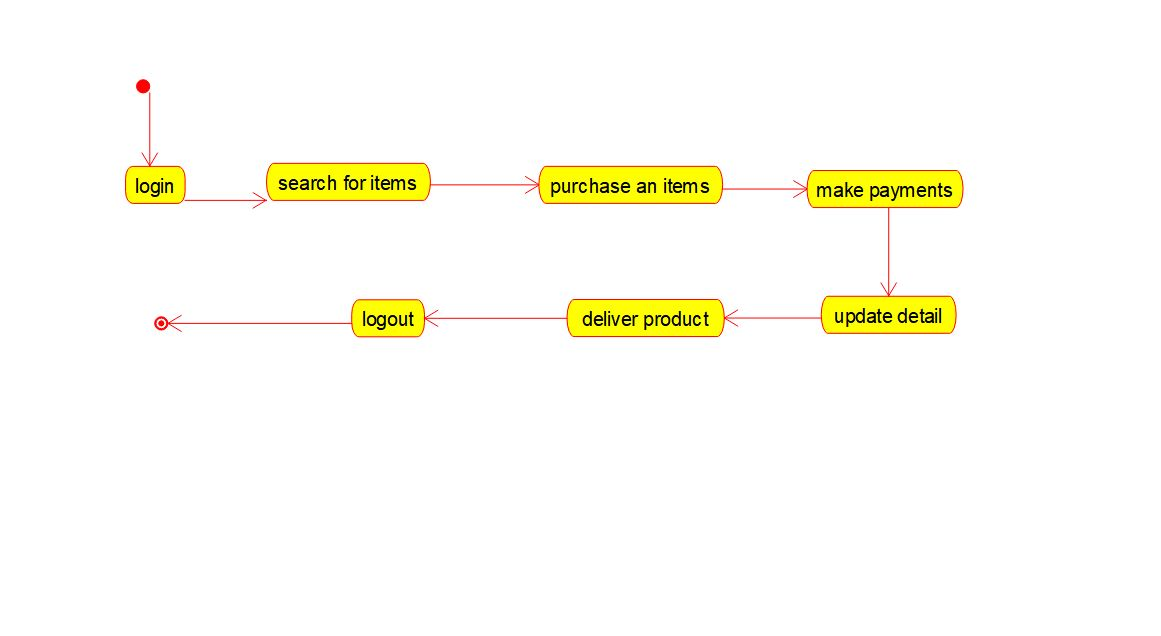 login
search for items
purchase an items
make payments
update detail
deliver product
logout